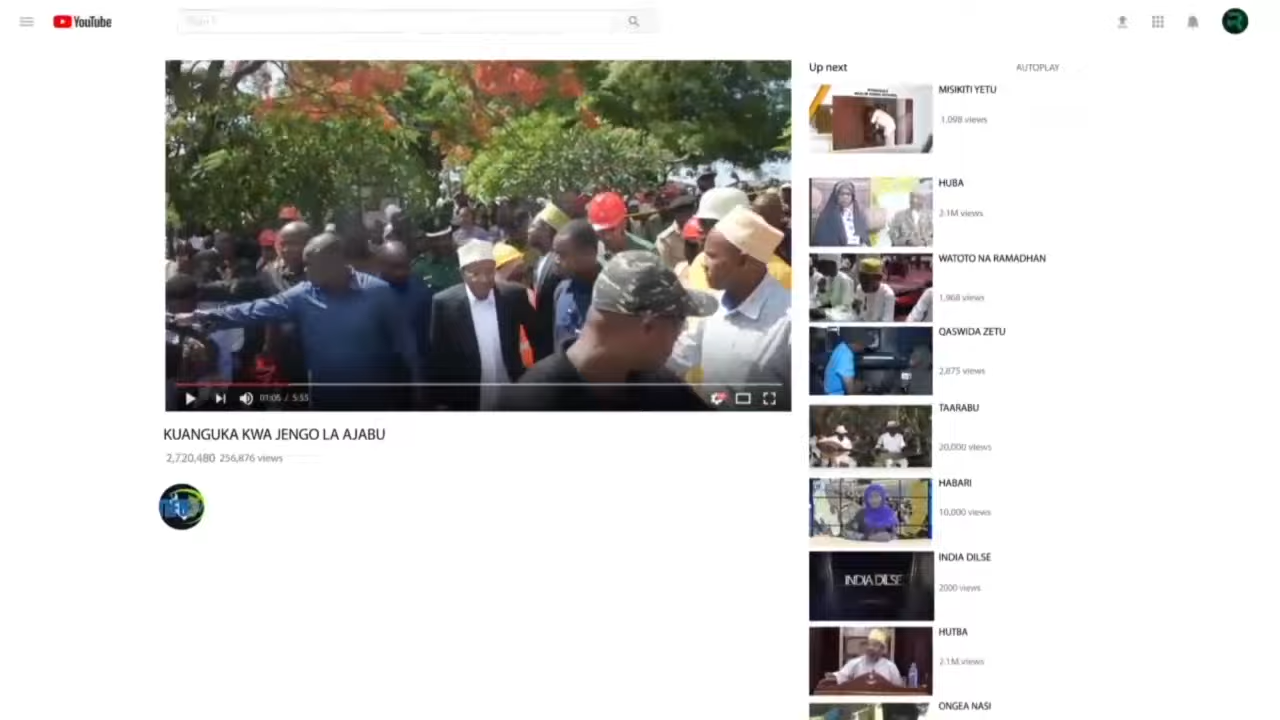 YouTube
KUANGUKA KWA JENGO LA AJABU
2,720,480 256,876 views
01:05 / 5:55
Up next
AUTOPLAY
MISIKITI YETU
1,098 views
HUBA
2.1M views
WATOTO NA RAMADHAN
1,968 views
QASWIDA ZETU
2,875 views
TAARABU
20,000 views
HABARI
10,000 views
INDIA DILSE
INDIA DILSE
2000 views
HUTBA
2.1M views
ONGEA NASI